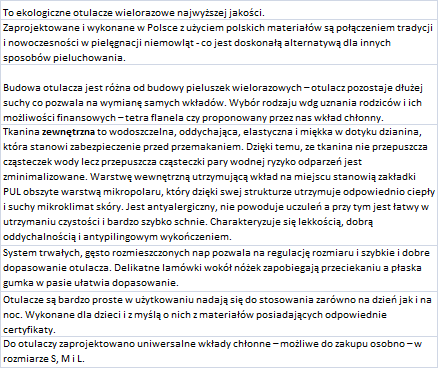 To ekologiczne otulacze wielorazowe najwyższej jakości.
Zaprojektowane i wykonane w Polsce z użyciem polskich materiałów są połączeniem tradycji
i nowoczesności w pielęgnacji niemowląt - co jest doskonałą alternatywą dla innych
sposobów pieluchowania.
Budowa otulacza jest różna od budowy pieluszek wielorazowych – otulacz pozostaje dłużej
suchy co pozwala na wymianę samych wkładów. Wybór rodzaju wdg uznania rodziców i ich
możliwości finansowych – tetra flanela czy proponowany przez nas wkład chłonny.
Tkanina zewnętrzna to wodoszczelna, oddychająca, elastyczna i miękka w dotyku dzianina,
która stanowi zabezpieczenie przed przemakaniem. Dzięki temu, ze tkanina nie przepuszcza
cząsteczek wody lecz przepuszcza cząsteczki pary wodnej ryzyko odparzeń jest
zminimalizowane. Warstwę wewnętrzną utrzymującą wkład na miejscu stanowią zakładki
PUL obszyte warstwą mikropolaru, który dzięki swej strukturze utrzymuje odpowiednio ciepły
i suchy mikroklimat skóry. Jest antyalergiczny, nie powoduje uczuleń a przy tym jest łatwy w
utrzymaniu czystości i bardzo szybko schnie. Charakteryzuje się lekkością, dobrą
oddychalnością i antypilingowym wykończeniem.
System trwałych, gęsto rozmieszczonych nap pozwala na regulację rozmiaru i szybkie i dobre
dopasowanie otulacza. Delikatne lamówki wokół nóżek zapobiegają przeciekaniu a płaska
gumka w pasie ułatwia dopasowanie.
Otulacze są bardzo proste w użytkowaniu nadają się do stosowania zarówno na dzień jak i na
noc. Wykonane dla dzieci i z myślą o nich z materiałów posiadających odpowiednie
certyfikaty.
Do otulaczy zaprojektowano uniwersalne wkłady chłonne – możliwe do zakupu osobno – w
rozmiarze S, M i L.